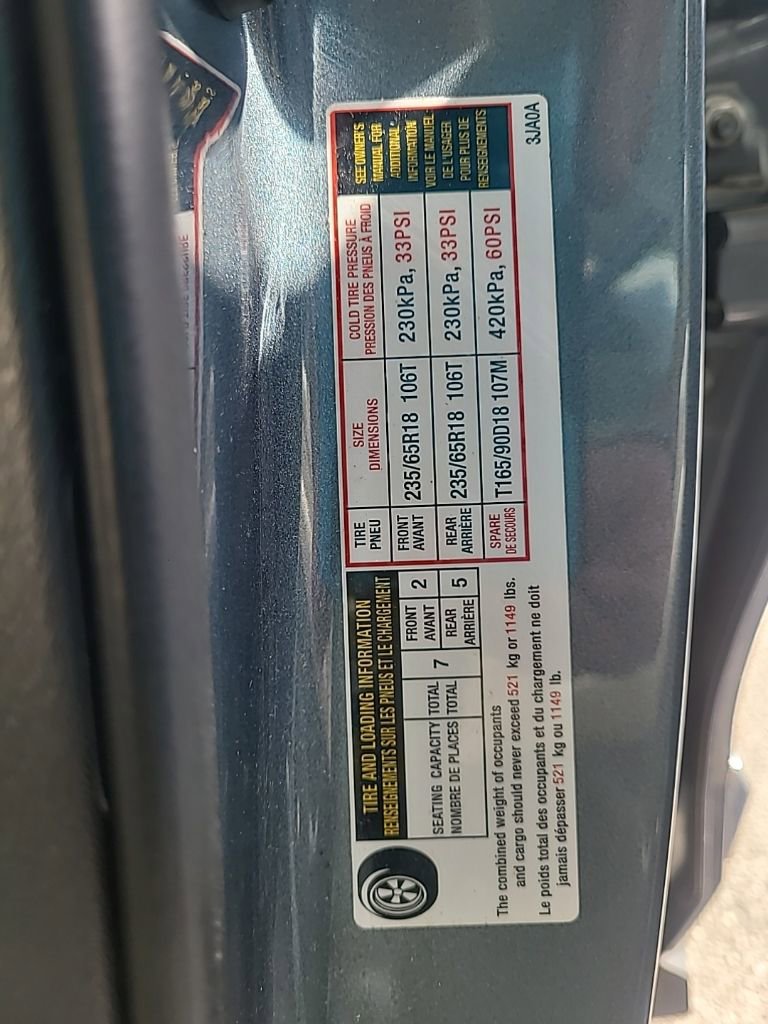 TIRE AND LOADING INFORMATION
RENSEIGNEMENTS SUR LES PNEUS ET LE CHARGEMENT
SEATING CAPACITY TOTAL 7 FRONT 2
NOMBRE DE PLACES TOTAL AVANT
REAR 5
ARRIÈRE
The combined weight of occupants
and cargo should never exceed 521 kg or 1149 lbs.
Le poids total des occupants et du chargement ne doit
jamais dépasser 521 kg ou 1149 lb.
TIRE SIZE COLD TIRE PRESSURE
PNEU DIMENSIONS PRESSION DES PNEUS À FROID
FRONT 235/65R18 106T 230kPa, 33PSI
AVANT
REAR 235/65R18 106T 230kPa, 33PSI
ARRIÈRE
SPARE T165/90D18 107M 420kPa, 60PSI
DE SECOURS
SEE OWNER'S
MANUAL FOR
ADDITIONAL
INFORMATION
VOIR LE MANUEL
DE L'USAGER
POUR PLUS DE
RENSEIGNEMENTS
3JA0A